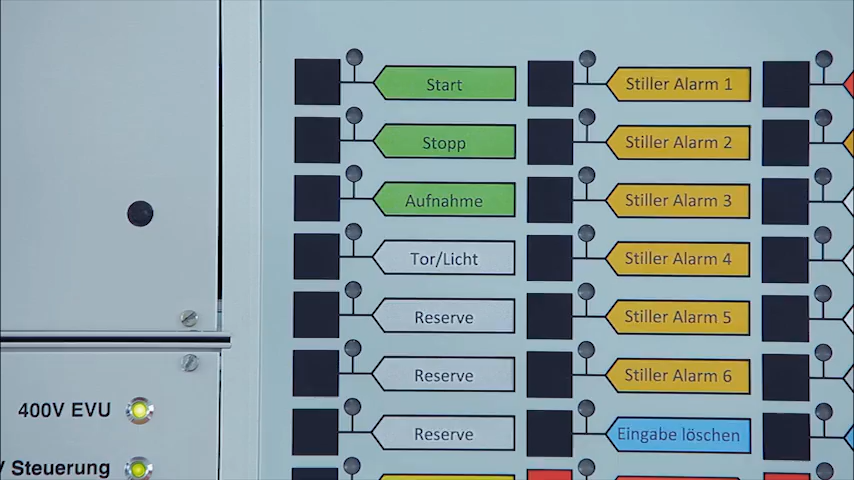 Start
Stopp
Aufnahme
Tor/Licht
Reserve
Reserve
Reserve
Stiller Alarm 1
Stiller Alarm 2
Stiller Alarm 3
Stiller Alarm 4
Stiller Alarm 5
Stiller Alarm 6
Eingabe löschen
400V EVU
Steuerung